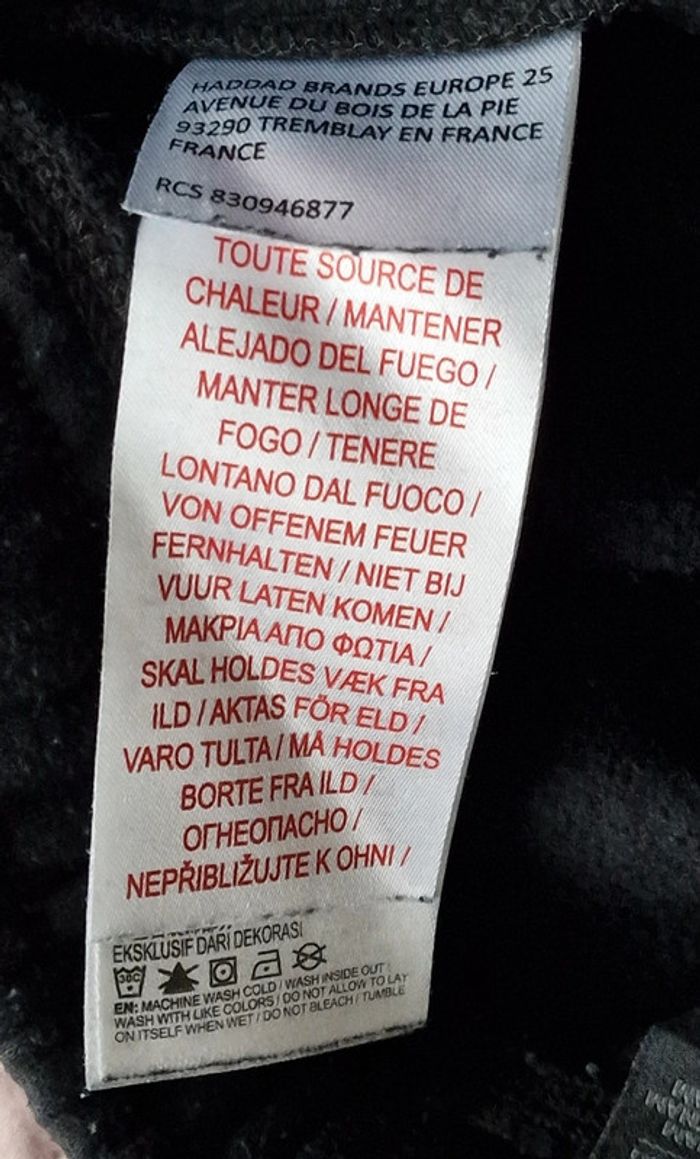 HADDAD BRANDS EUROPE 25
AVENUE DU BOIS DE LA PIE
93290 TREMBLAY EN FRANCE
FRANCE
RCS 830946877
TOUTE SOURCE DE
CHALEUR / MANTENER
ALEJADO DEL FUEGO /
MANTER LONGE DE
FOGO / TENERE
LONTANO DAL FUOCO /
VON OFFENEM FEUER
FERNHALTEN / NIET BIJ
VUUR LATEN KOMEN /
ΜΑΚΡΙΑ ΑΠΟ ΦΩΤΙΑ /
SKAL HOLDES VÆK FRA
ILD / AKTAS FÖR ELD /
VARO TULTA / MÅ HOLDES
BORTE FRA ILD /
ОГНЕОПАСНО /
NEPŘIBLIŽUJTE K OHNI /
EKSKLUSIF DARI DEKORASI
30C
EN: MACHINE WASH COLD / WASH INSIDE OUT /
WASH WITH LIKE COLORS / DO NOT ALLOW TO LAY
ON ITSELF WHEN WET / DO NOT BLEACH / TUMBLE